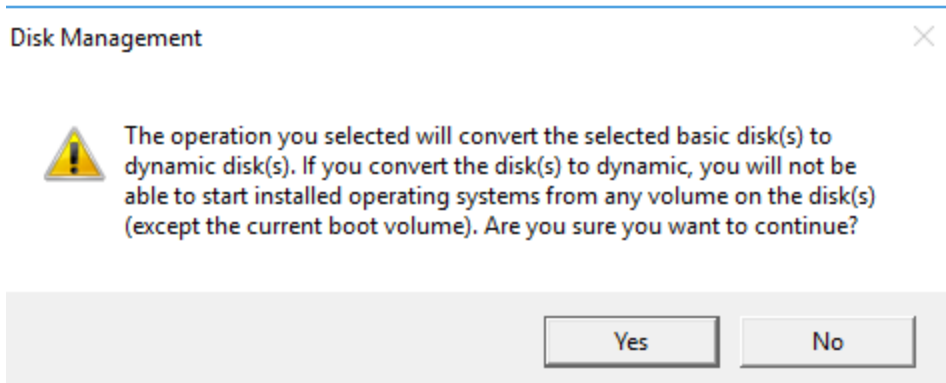 Disk Management
The operation you selected will convert the selected basic disk(s) to
dynamic disk(s). If you convert the disk(s) to dynamic, you will not be
able to start installed operating systems from any volume on the disk(s)
(except the current boot volume). Are you sure you want to continue?
Yes
No